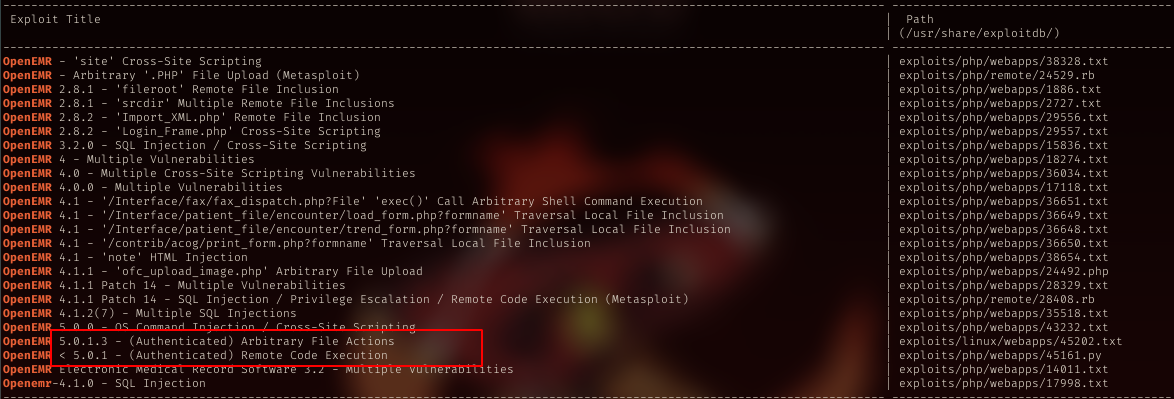 Exploit Title | Path
| (/usr/share/exploitdb/)
OpenEMR - 'site' Cross-Site Scripting | exploits/php/webapps/38328.txt
OpenEMR - Arbitrary '.PHP' File Upload (Metasploit) | exploits/php/remote/24529.rb
OpenEMR 2.8.1 - 'fileroot' Remote File Inclusion | exploits/php/webapps/1886.txt
OpenEMR 2.8.1 - 'srcdir' Multiple Remote File Inclusions | exploits/php/webapps/2727.txt
OpenEMR 2.8.2 - 'Import_XML.php' Remote File Inclusion | exploits/php/webapps/29556.txt
OpenEMR 2.8.2 - 'Login_Frame.php' Cross-Site Scripting | exploits/php/webapps/29557.txt
OpenEMR 3.2.0 - SQL Injection / Cross-Site Scripting | exploits/php/webapps/15836.txt
OpenEMR 4 - Multiple Vulnerabilities | exploits/php/webapps/18274.txt
OpenEMR 4.0 - Multiple Cross-Site Scripting Vulnerabilities | exploits/php/webapps/36034.txt
OpenEMR 4.0.0 - Multiple Vulnerabilities | exploits/php/webapps/17118.txt
OpenEMR 4.1 - '/Interface/fax/fax_dispatch.php?File' 'exec()' Call Arbitrary Shell Command Execution | exploits/php/webapps/36651.txt
OpenEMR 4.1 - '/Interface/patient_file/encounter/load_form.php?formname' Traversal Local File Inclusion | exploits/php/webapps/36649.txt
OpenEMR 4.1 - '/Interface/patient_file/encounter/trend_form.php?formname' Traversal Local File Inclusion | exploits/php/webapps/36648.txt
OpenEMR 4.1 - '/contrib/acog/print_form.php?formname' Traversal Local File Inclusion | exploits/php/webapps/36650.txt
OpenEMR 4.1 - 'note' HTML Injection | exploits/php/webapps/38654.txt
OpenEMR 4.1.1 - 'ofc_upload_image.php' Arbitrary File Upload | exploits/php/webapps/24492.php
OpenEMR 4.1.1 Patch 14 - Multiple Vulnerabilities | exploits/php/webapps/28329.txt
OpenEMR 4.1.1 Patch 14 - SQL Injection / Privilege Escalation / Remote Code Execution (Metasploit) | exploits/php/remote/28408.rb
OpenEMR 4.1.2(7) - Multiple SQL Injections | exploits/php/webapps/35518.txt
OpenEMR 5.0.0 - OS Command Injection / Cross-Site Scripting | exploits/php/webapps/43232.txt
OpenEMR 5.0.1.3 - (Authenticated) Arbitrary File Actions | exploits/linux/webapps/45202.txt
OpenEMR < 5.0.1 - (Authenticated) Remote Code Execution | exploits/php/webapps/45161.py
OpenEMR Electronic Medical Record Software 3.2 - Multiple Vulnerabilities | exploits/php/webapps/14011.txt
Openemr-4.1.0 - SQL Injection | exploits/php/webapps/17998.txt